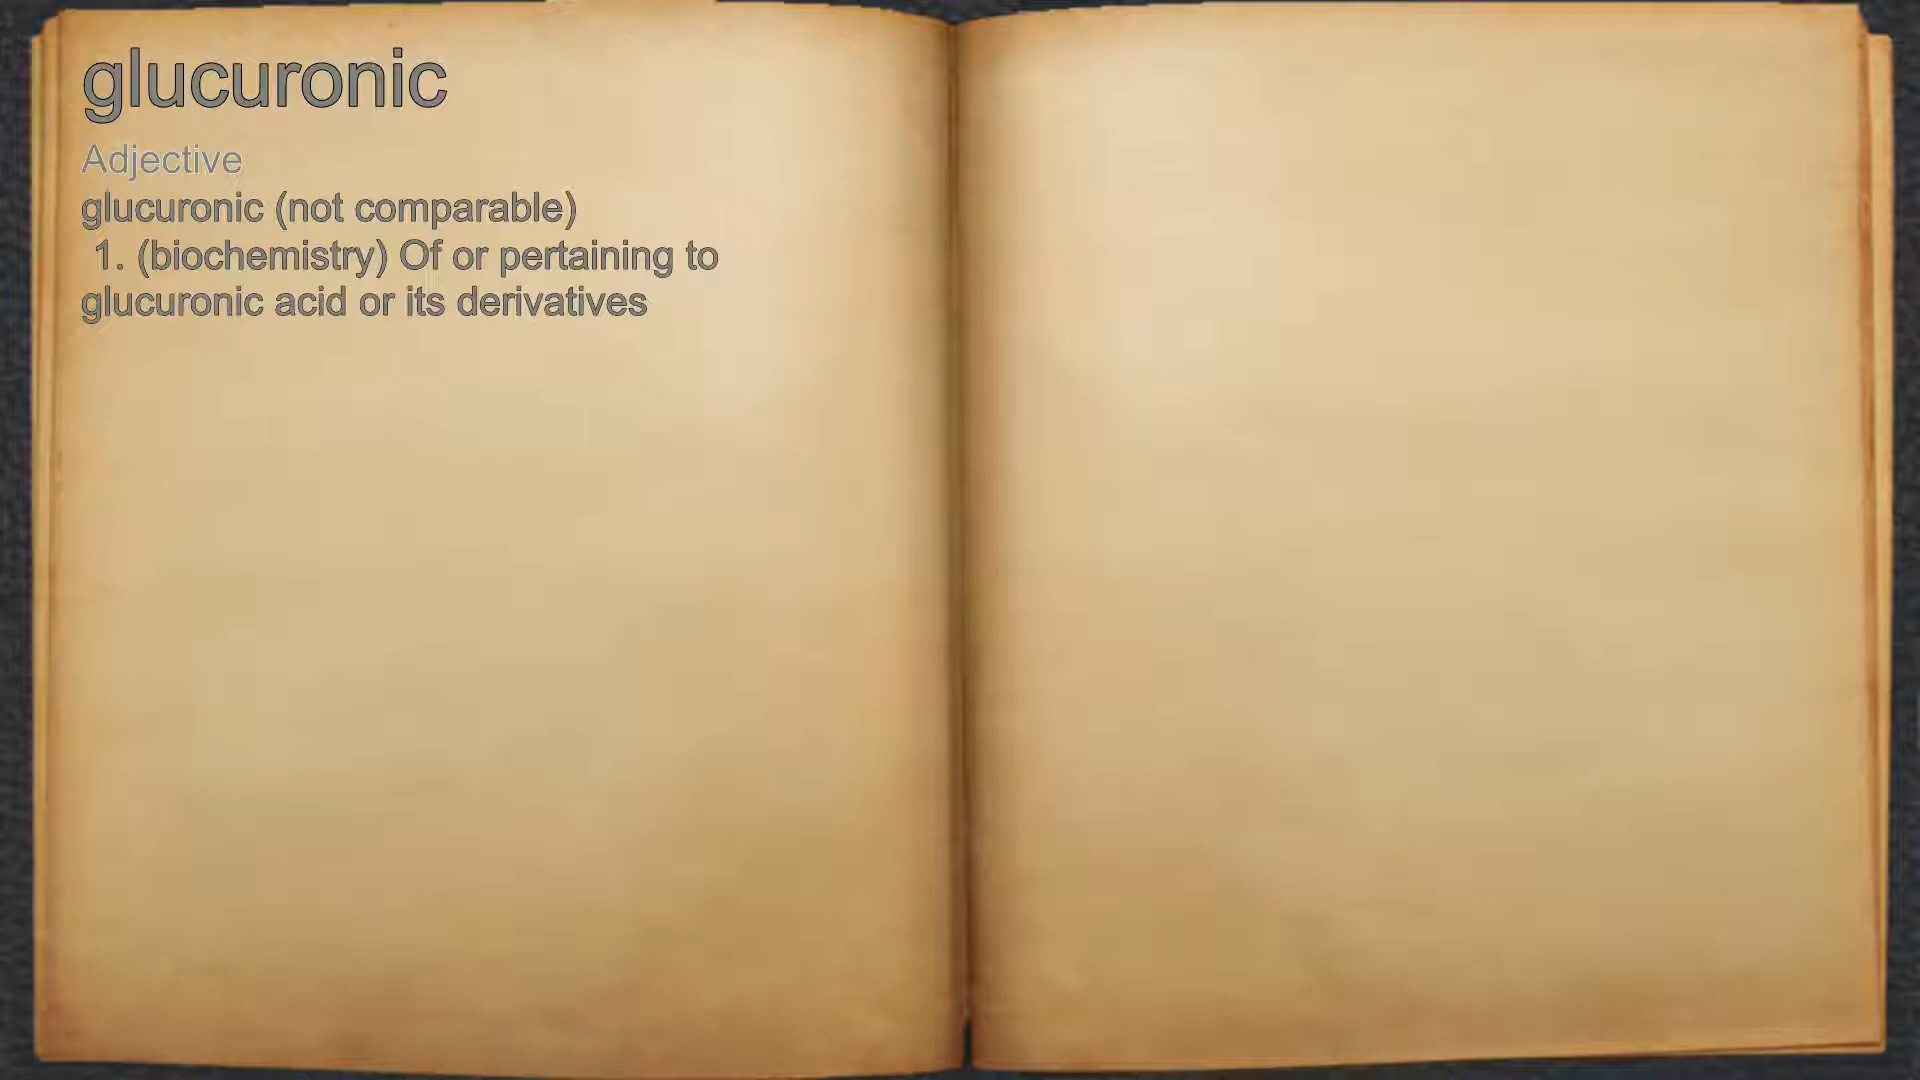 glucuronic
Adjective
glucuronic (not comparable)
1. (biochemistry) Of or pertaining to
glucuronic acid or its derivatives